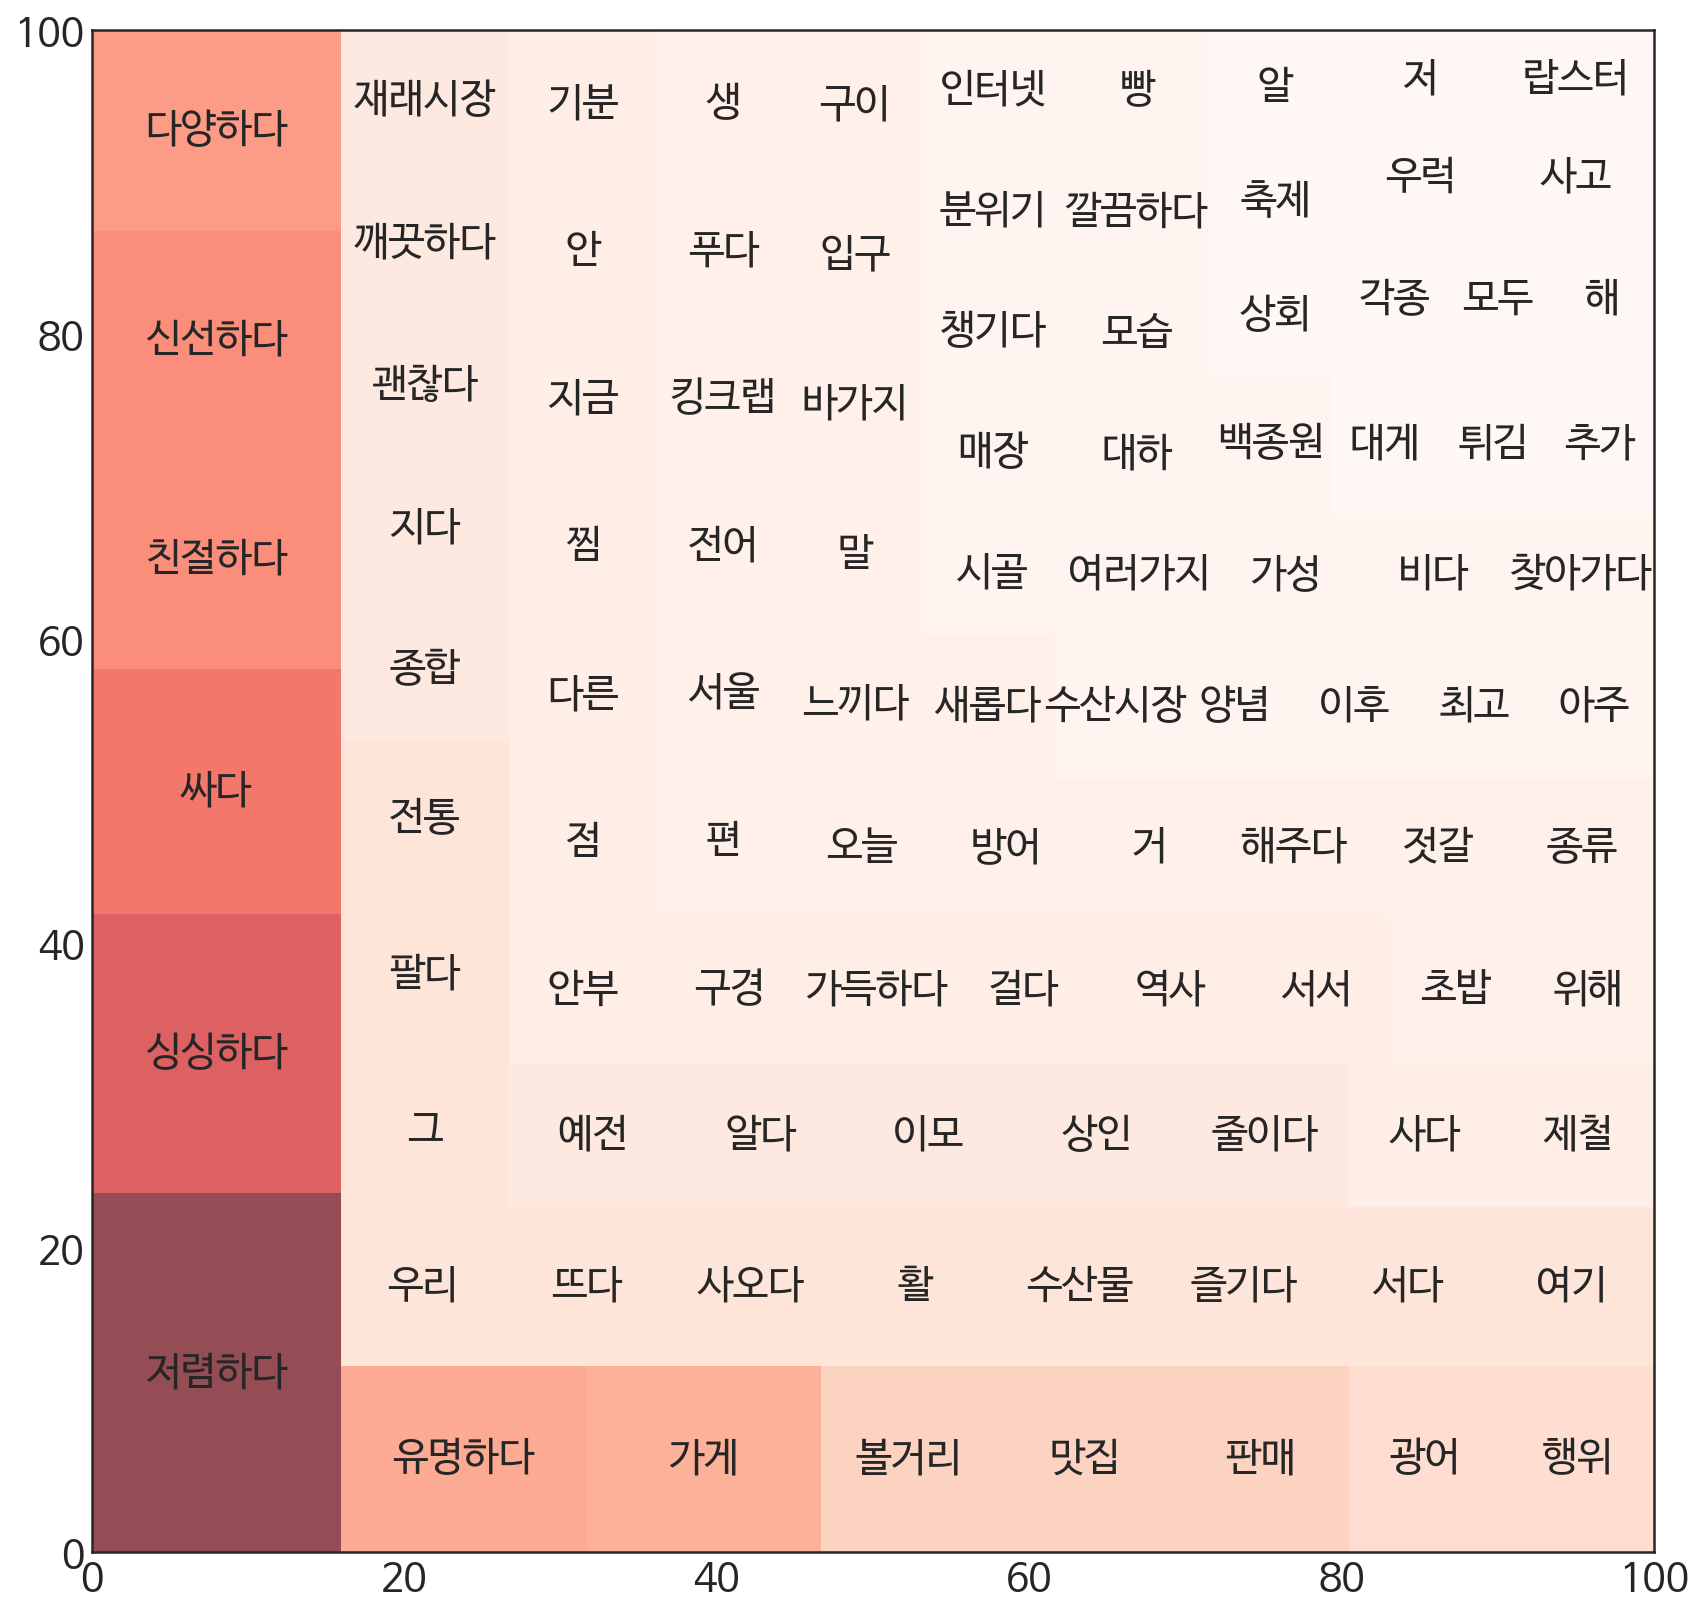 100
다양하다 재래시장 기분 생 구이 인터넷 빵 알 저 랍스터
깨끗하다 안 푸다 입구 분위기 깔끔하다 축제 우럭 사고
80
신선하다 괜찮다 지금 킹크랩 바가지 챙기다 모습 상회 각종 모두 해
매장 대하 백종원 대게 튀김 추가
친절하다 지다 찜 전어 말 시골 여러가지 가성 비다 찾아가다
60
종합 다른 서울 느끼다 새롭다 수산시장 양념 이후 최고 아주
싸다 전통 점 편 오늘 방어 거 해주다 젓갈 종류
40
팔다 안부 구경 가득하다 걸다 역사 서서 초밥 위해
싱싱하다 그 예전 알다 이모 상인 줄이다 사다 제철
20
우리 뜨다 사오다 활 수산물 즐기다 서다 여기
저렴하다 유명하다 가게 볼거리 맛집 판매 광어 행위
0
0 20 40 60 80 100